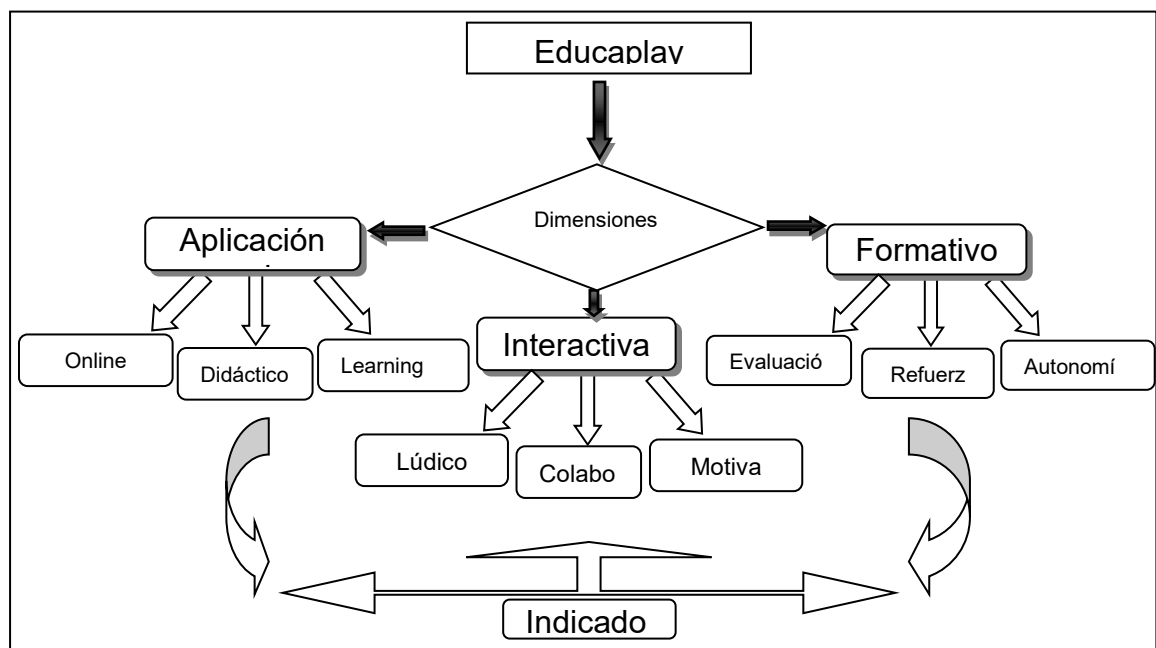 Educaplay
Dimensiones
Aplicación
Formativo
Interactiva
Online
Didáctico
Learning
Evaluació
Refuerz
Autonomí
Lúdico
Colabo
Motiva
Indicado